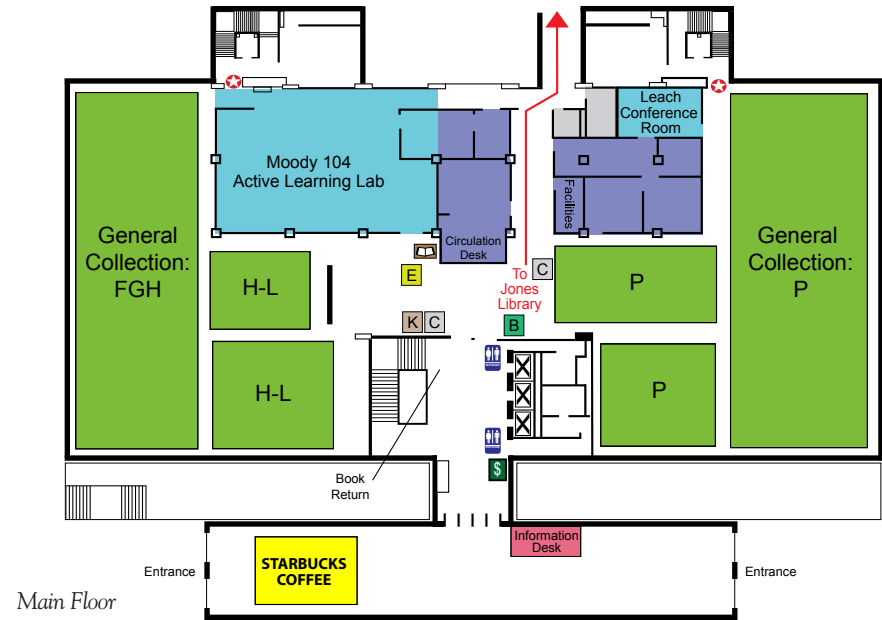 Leach
Conference
Room
Moody 104
Active Learning Lab
Facilities
General
Collection:
FGH
General
Collection:
P
Circulation
Desk
E
C
To
Jones
Library
H-L
P
K
C
B
H-L
P
$
Book
Return
Information
Desk
STARBUCKS
COFFEE
Entrance
Entrance
Main Floor